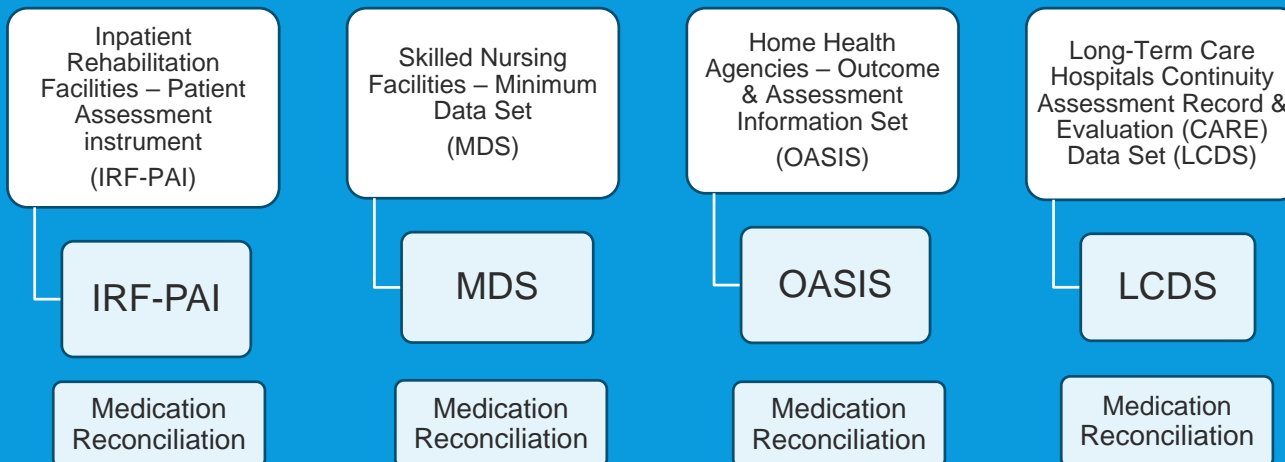 Inpatient
Rehabilitation
Facilities – Patient
Assessment
instrument
(IRF-PAI)
Skilled Nursing
Facilities – Minimum
Data Set
(MDS)
Home Health
Agencies – Outcome
& Assessment
Information Set
(OASIS)
Long-Term Care
Hospitals Continuity
Assessment Record &
Evaluation (CARE)
Data Set (LCDS)
IRF-PAI
MDS
OASIS
LCDS
Medication
Reconciliation
Medication
Reconciliation
Medication
Reconciliation
Medication
Reconciliation